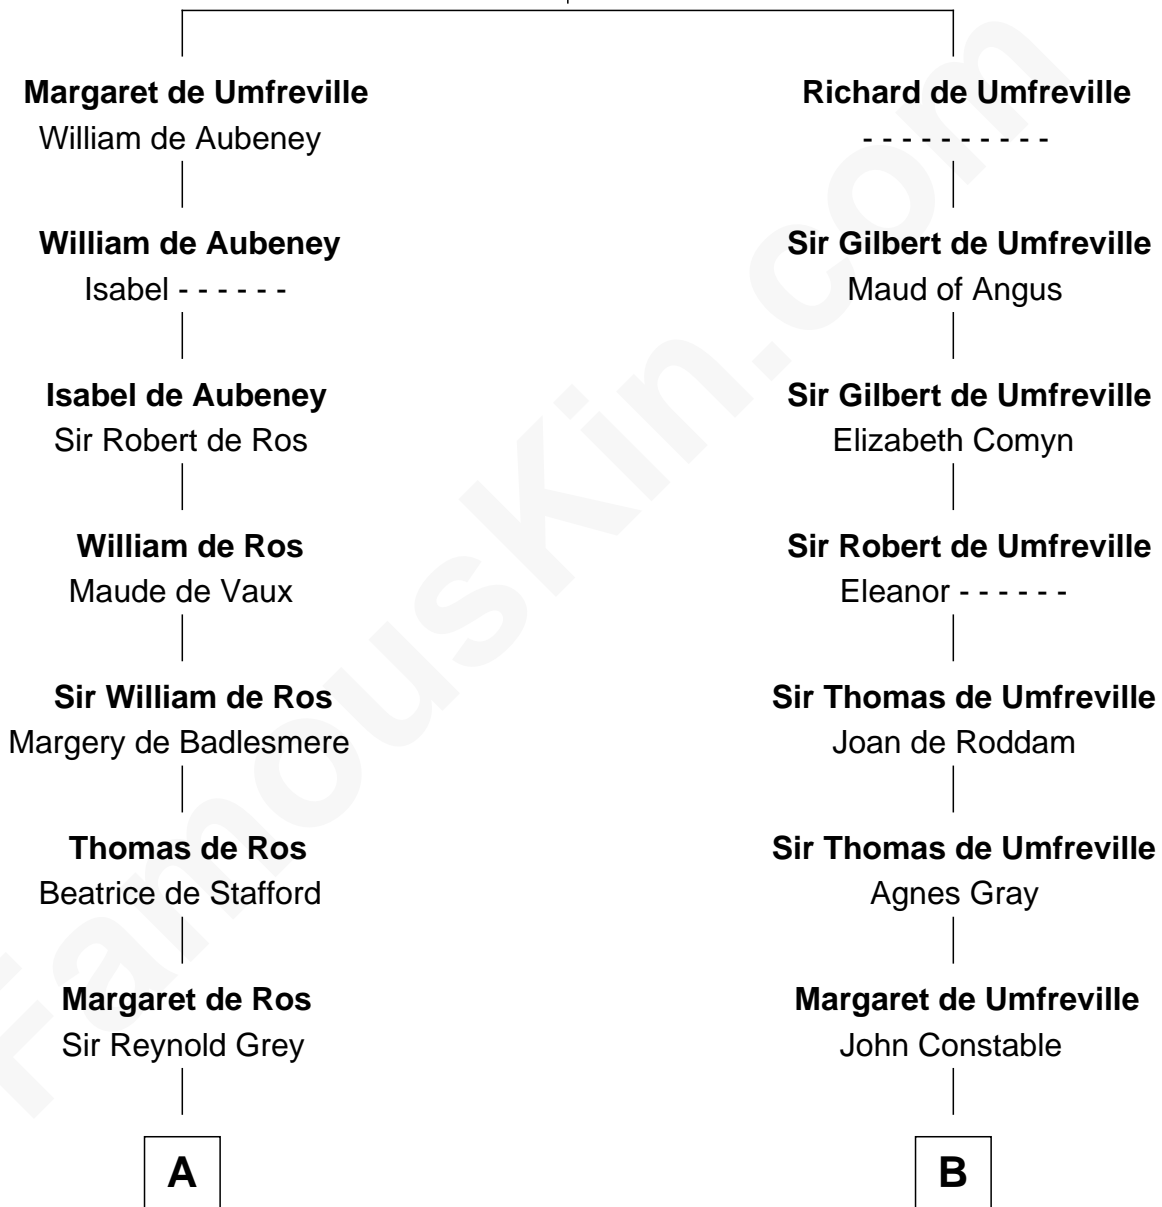 Margaret de Umfreville
William de Aubeney
William de Aubeney
Isabel - - - - - -
Isabel de Aubeney
Sir Robert de Ros
William de Ros
Maude de Vaux
Sir William de Ros
Margery de Badlesmere
Thomas de Ros
Beatrice de Stafford
Margaret de Ros
Sir Reynold Grey
A
Richard de Umfreville
- - - - - - - - - -
Sir Gilbert de Umfreville
Maud of Angus
Sir Gilbert de Umfreville
Elizabeth Comyn
Sir Robert de Umfreville
Eleanor - - - - - -
Sir Thomas de Umfreville
Joan de Roddam
Sir Thomas de Umfreville
Agnes Gray
Margaret de Umfreville
John Constable
B
FamousKin.com